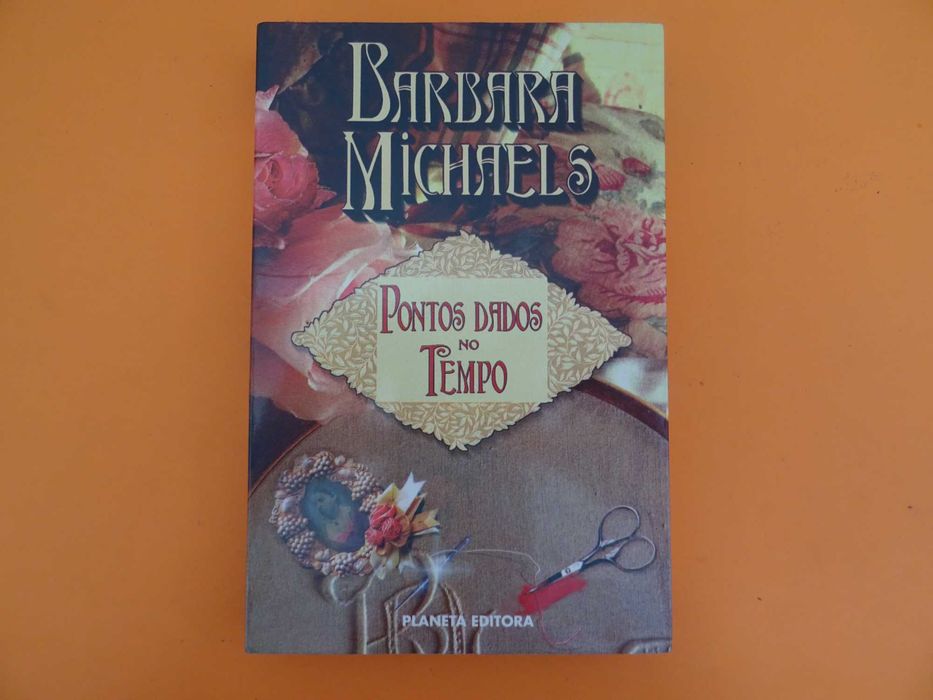 BARBARA
MiCHAELS
PONTOS DADOS
NO
TEMPO
PLANETA EDITORA